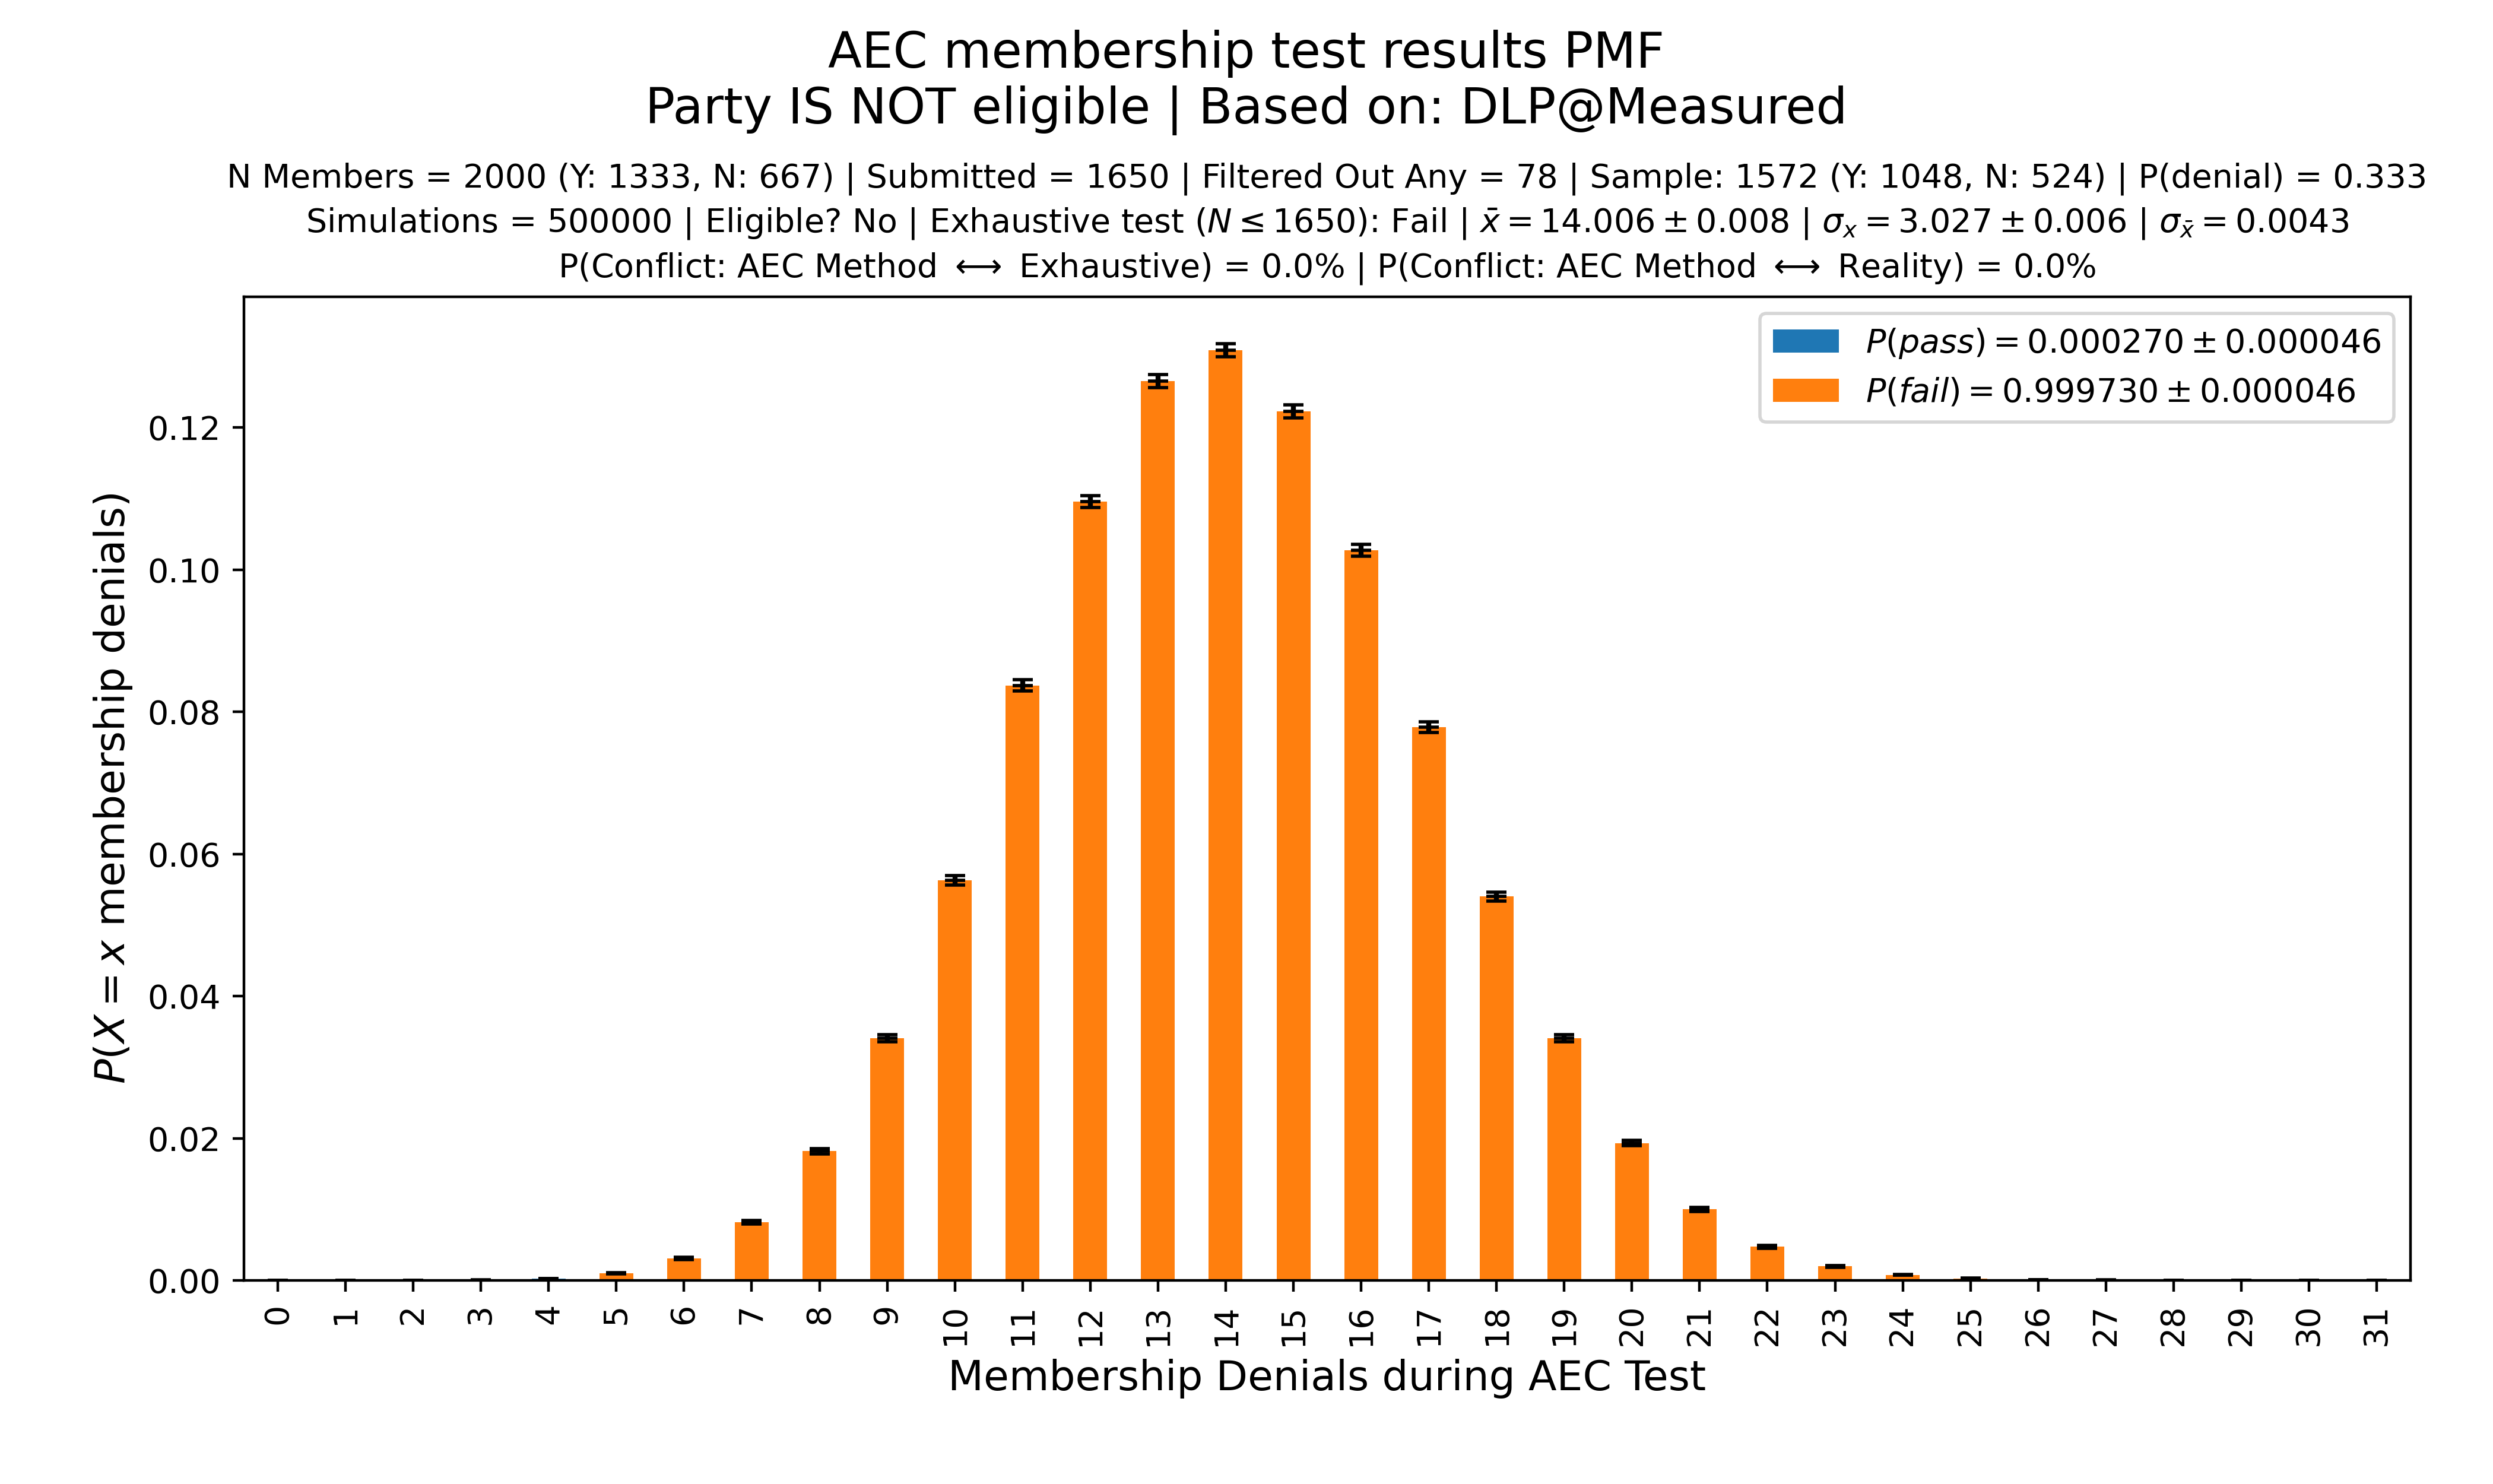 AEC membership test results PMF
Party IS NOT eligible | Based on: DLP@Measured
N Members = 2000 (Y: 1333, N: 667) | Submitted = 1650 | Filtered Out Any = 78 | Sample: 1572 (Y: 1048, N: 524) | P(denial) = 0.333
Simulations = 500000 | Eligible? No | Exhaustive test (N ≤ 1650): Fail | x̄ = 14.006 ± 0.008 | σₓ = 3.027 ± 0.006 | σ_x̄ = 0.0043
P(Conflict: AEC Method ⟷ Exhaustive) = 0.0% | P(Conflict: AEC Method ⟷ Reality) = 0.0%
P(pass) = 0.000270 ± 0.000046
P(fail) = 0.999730 ± 0.000046
P(X = x membership denials)
0.12
0.10
0.08
0.06
0.04
0.02
0.00
0 1 2 3 4 5 6 7 8 9 10 11 12 13 14 15 16 17 18 19 20 21 22 23 24 25 26 27 28 29 30 31
Membership Denials during AEC Test